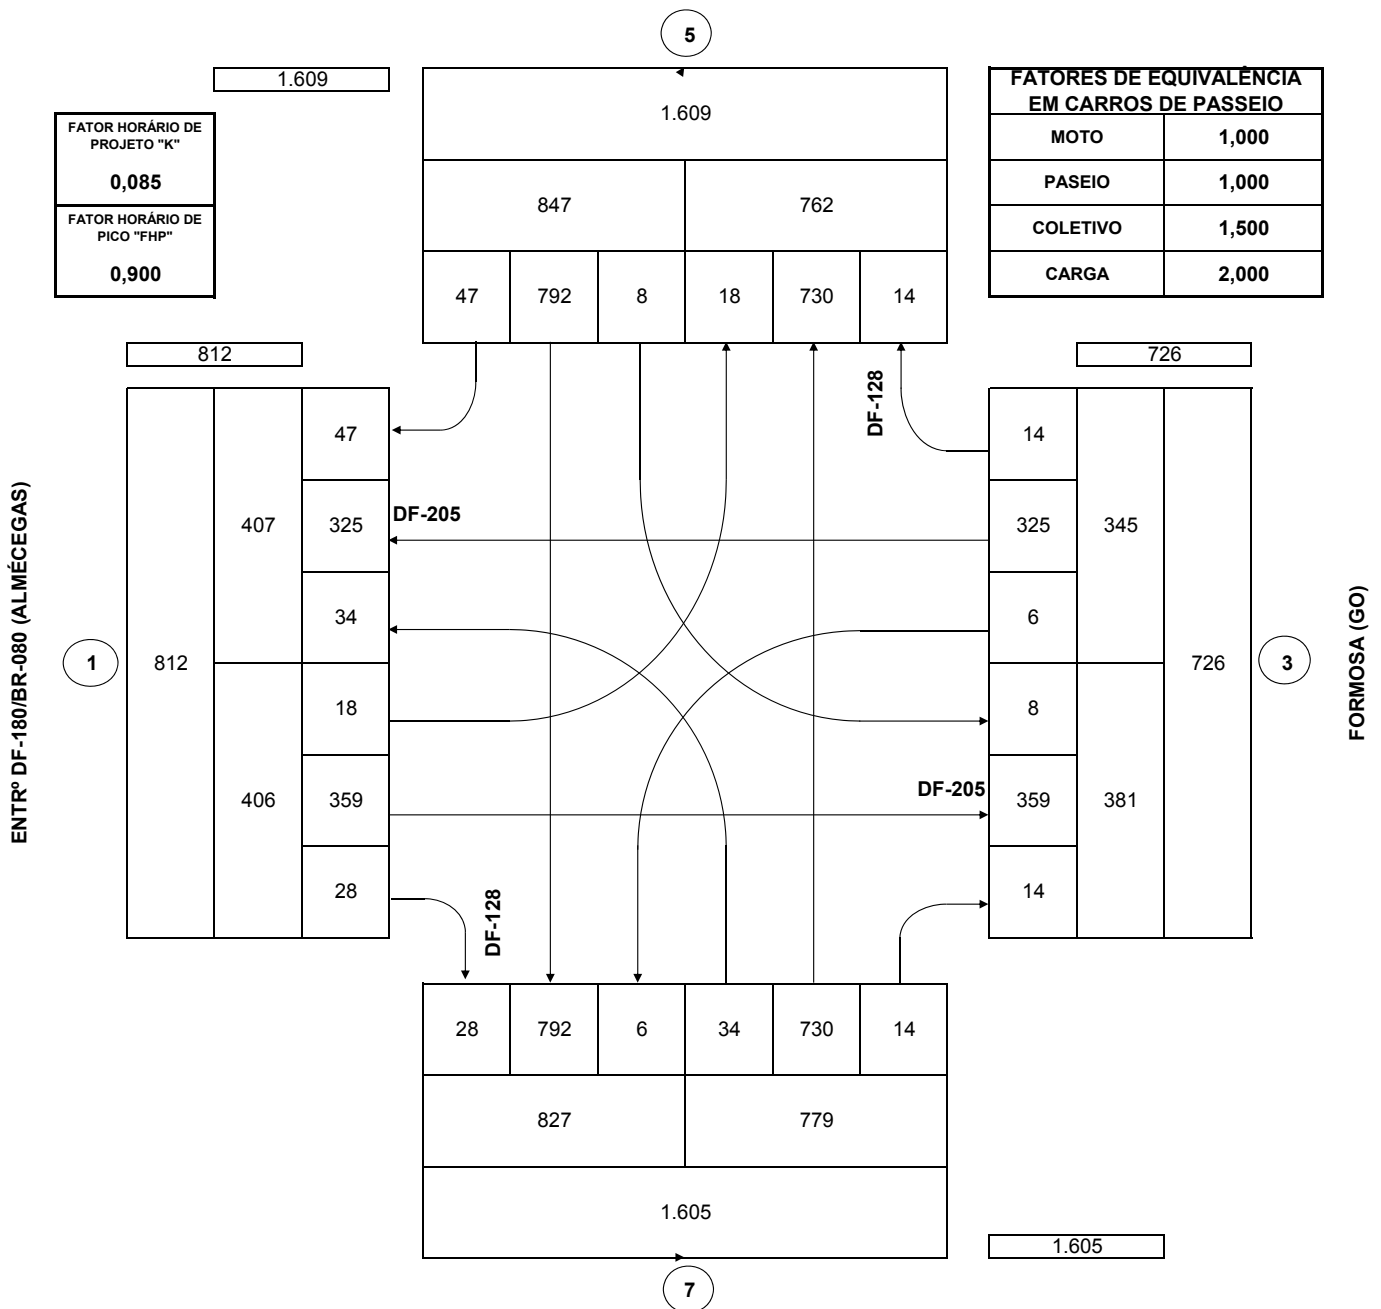 5
1.609
FATORES DE EQUIVALÊNCIA
EM CARROS DE PASSEIO
MOTO 1,000
PASEIO 1,000
COLETIVO 1,500
CARGA 2,000
FATOR HORÁRIO DE
PROJETO "K"
0,085
FATOR HORÁRIO DE
PICO "FHP"
0,900
1.609
847 762
47 792 8 18 730 14
812
726
DF-128
ENTRº DF-180/BR-080 (ALMÉCEGAS)
1
812
407
406
47
325
34
18
359
28
DF-205
DF-205
DF-128
14
325
6
8
359
14
345
381
726
3
FORMOSA (GO)
28 792 6 34 730 14
827 779
1.605
1.605
7